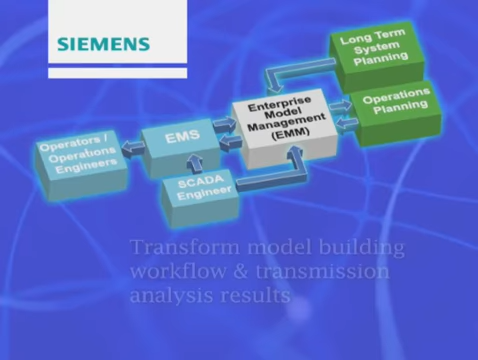 SIEMENS
Long Term
System
Planning
Enterprise
Model
Management
(EMM)
Operations
Planning
EMS
Operators /
Operations
Engineers
SCADA
Engineer
Transform model building
workflow & transmission
analysis results